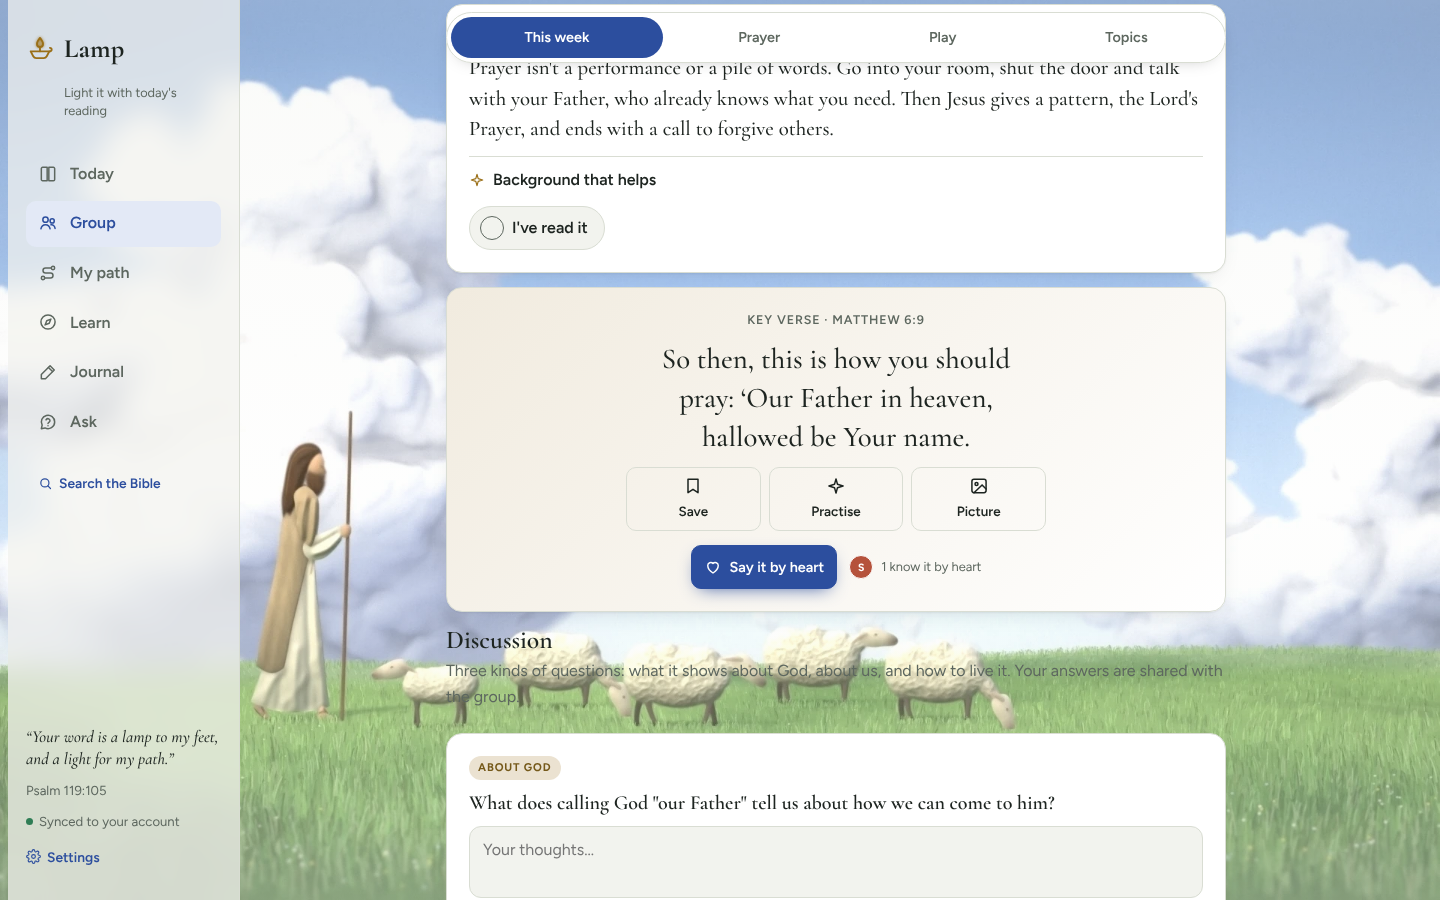 Lamp
Light it with today's
reading
Today
Group
My path
Learn
Journal
Ask
Search the Bible
“Your word is a lamp to my feet,
and a light for my path.”
Psalm 119:105
Synced to your account
Settings
This week
Prayer
Play
Topics
Prayer isn't a performance or a pile of words. Go into your room, shut the door and talk
with your Father, who already knows what you need. Then Jesus gives a pattern, the Lord's
Prayer, and ends with a call to forgive others.
Background that helps
I've read it
KEY VERSE · MATTHEW 6:9
So then, this is how you should
pray: ‘Our Father in heaven,
hallowed be Your name.
Save
Practise
Picture
Say it by heart
S
1 know it by heart
Discussion
Three kinds of questions: what it shows about God, about us, and how to live it. Your answers are shared with
the group.
ABOUT GOD
What does calling God "our Father" tell us about how we can come to him?
Your thoughts...